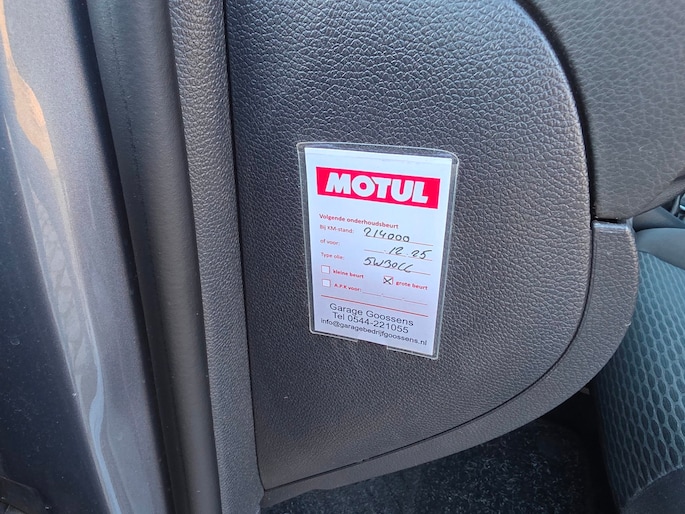 MOTUL
Volgende onderhoudsbeurt
Bij KM-stand: 214000
of voor: 12.25
Type olie: 5W30LL
kleine beurt grote beurt
A.P.K voor:
Garage Goossens
Tel 0544-221055
info@garagebedrijfgoossens.nl